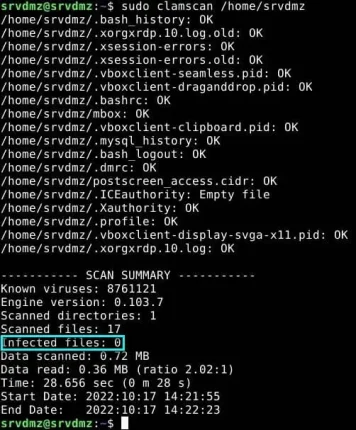 srvdmz@srvdmz:~$ sudo clamscan /home/srvdmz
/home/srvdmz/.bash_history: OK
/home/srvdmz/.xorgxrdp.10.log.old: OK
/home/srvdmz/.xsession-errors: OK
/home/srvdmz/.vboxclient-seamless.pid: OK
/home/srvdmz/.vboxclient-draganddrop.pid: OK
/home/srvdmz/.bashrc: OK
/home/srvdmz/mbox: OK
/home/srvdmz/.vboxclient-clipboard.pid: OK
/home/srvdmz/.mysql_history: OK
/home/srvdmz/.bash_logout: OK
/home/srvdmz/.dmrc: OK
/home/srvdmz/postscreen_access.cidr: OK
/home/srvdmz/.ICEauthority: Empty file
/home/srvdmz/.Xauthority: OK
/home/srvdmz/.profile: OK
/home/srvdmz/.vboxclient-display-svga-x11.pid: OK
/home/srvdmz/.xorgxrdp.10.log: OK
----------- SCAN SUMMARY -----------
Known viruses: 8761121
Engine version: 0.103.7
Scanned directories: 1
Scanned files: 17
Infected files: 0
Data scanned: 0.72 MB
Data read: 0.36 MB (ratio 2.02:1)
Time: 28.656 sec (0 m 28 s)
Start Date: 2022:10:17 14:21:55
End Date:   2022:10:17 14:22:23
srvdmz@srvdmz:~$